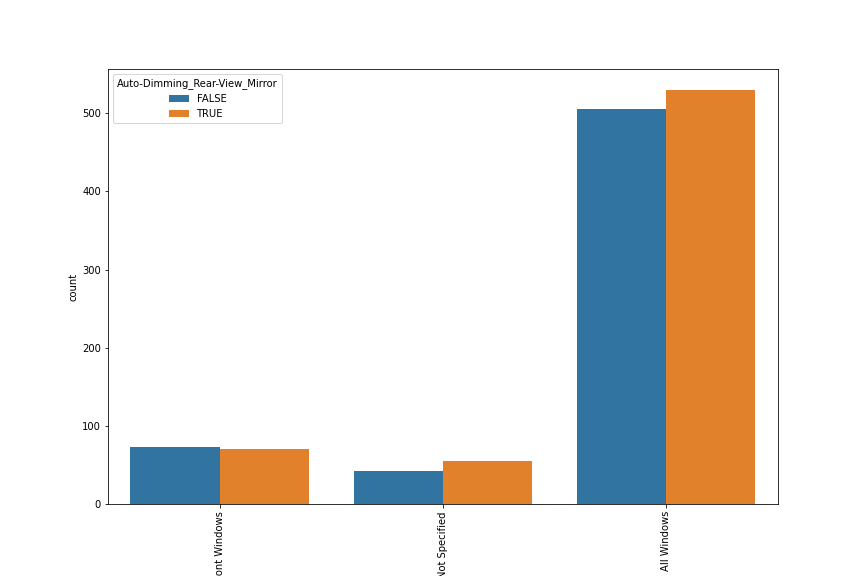 Auto-Dimming_Rear-View_Mirror
FALSE
TRUE
500
400
300
200
100
0
count
ont Windows
Not Specified
All Windows